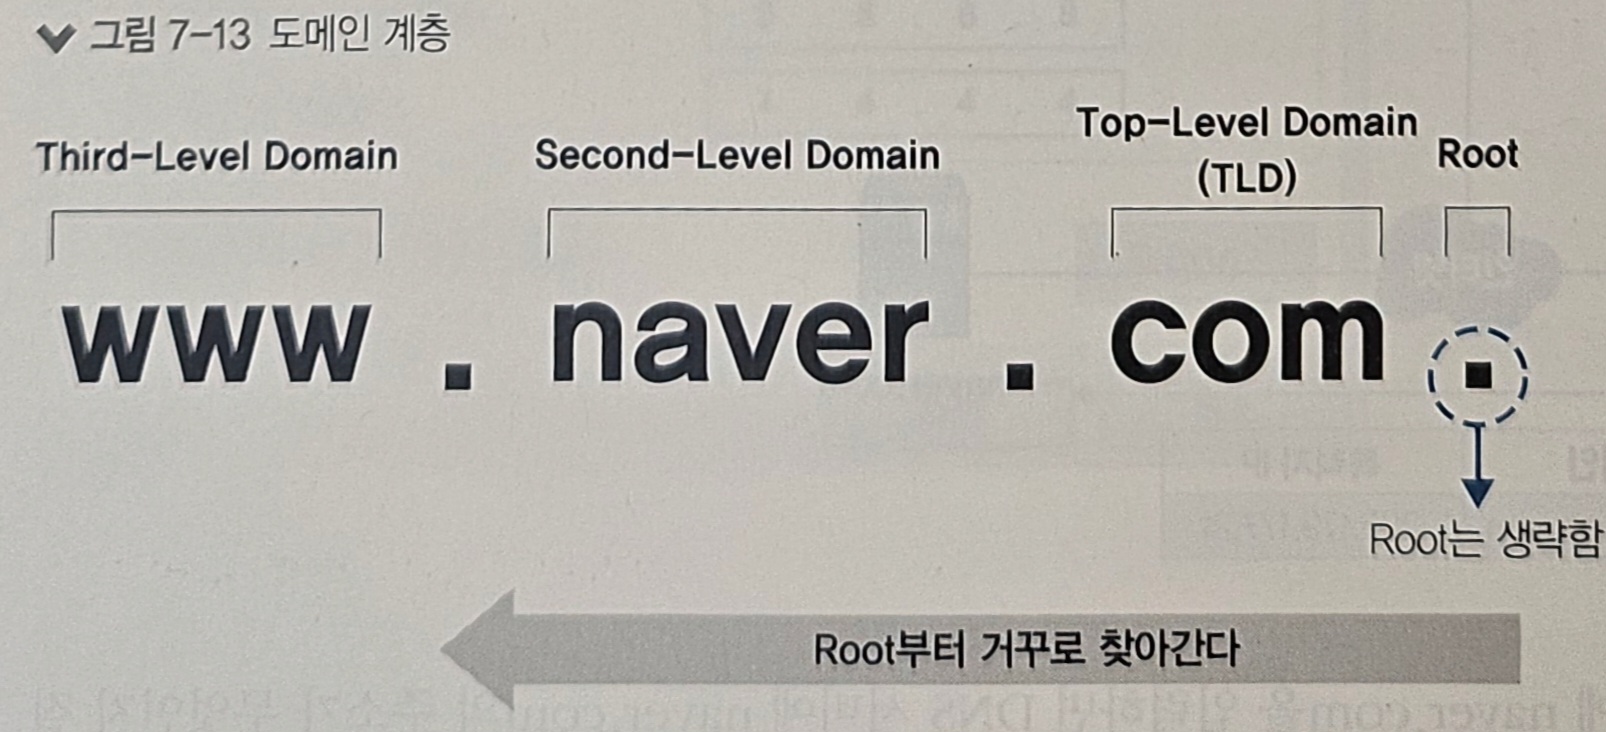 그림 7-13 도메인 계층
Third-Level Domain
Second-Level Domain
Top-Level Domain
(TLD)
Root
www . naver . com .
Root는 생략함
Root부터 거꾸로 찾아간다